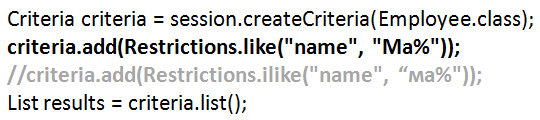 Criteria criteria = session.createCriteria(Employee.class);
criteria.add(Restrictions.like("name", "Ma%"));
//criteria.add(Restrictions.ilike("name", “ма%"));
List results = criteria.list();